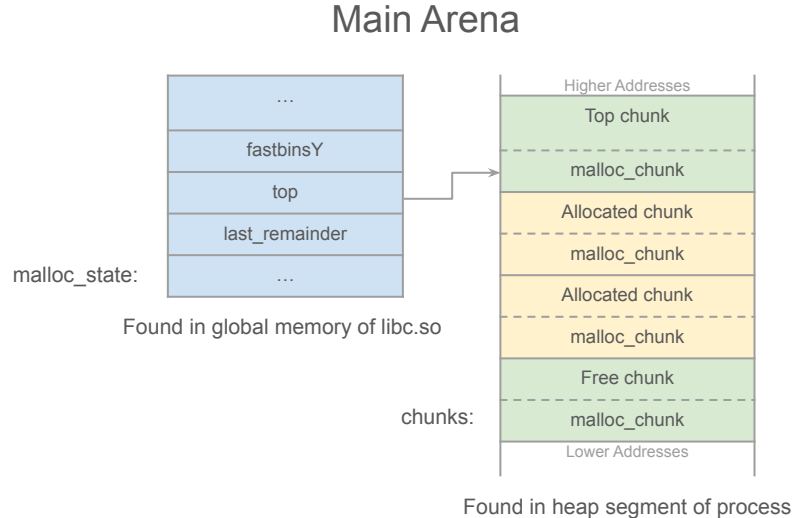 Main Arena
…
fastbinsY
top
last_remainder
malloc_state:
…
Found in global memory of libc.so
Higher Addresses
Top chunk
malloc_chunk
Allocated chunk
malloc_chunk
Allocated chunk
malloc_chunk
Free chunk
chunks:
malloc_chunk
Lower Addresses
Found in heap segment of process